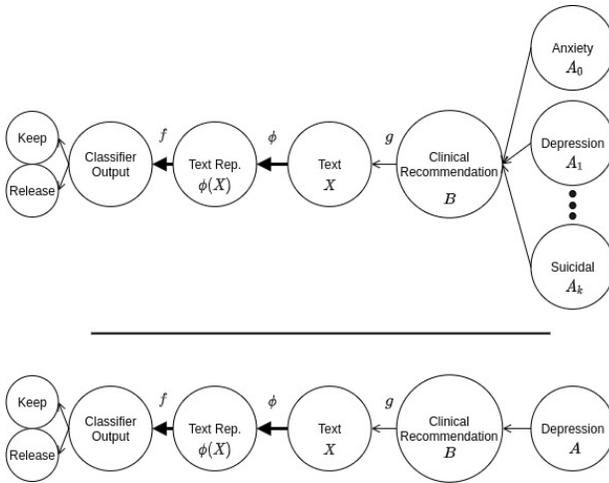 Anxiety
A₀
Keep
Release
Classifier
Output
f
Text Rep.
ϕ(X)
ϕ
Text
X
g
Clinical
Recommendation
B
Depression
A₁
Suicidal
Aₖ
Keep
Release
Classifier
Output
f
Text Rep.
ϕ(X)
ϕ
Text
X
g
Clinical
Recommendation
B
Depression
A